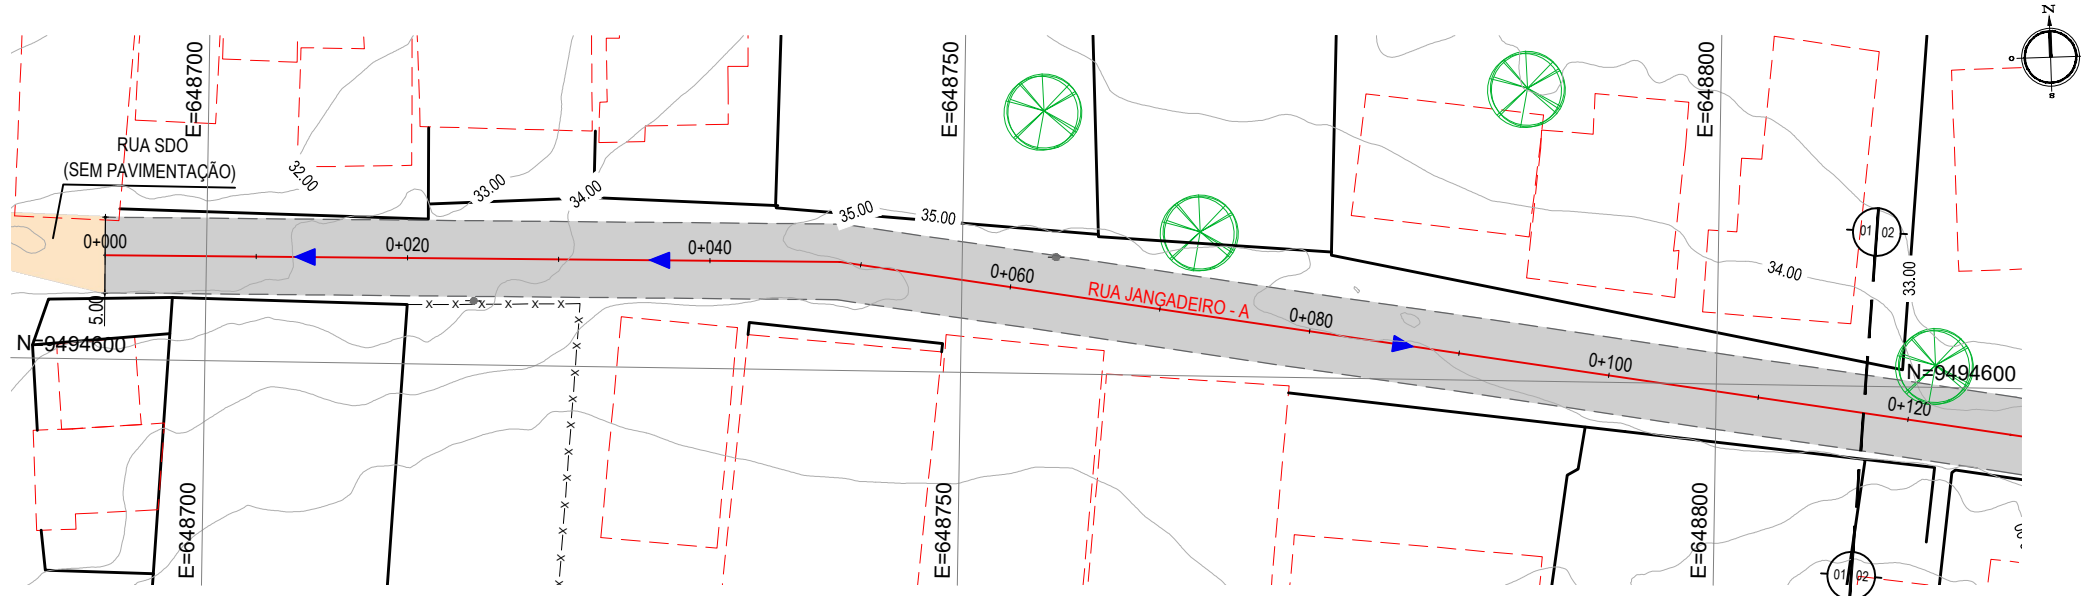 N
E=648700
E=648750
E=648800
RUA SDO
(SEM PAVIMENTAÇÃO)
32.00
33.00
34.00
35.00
35.00
01 02
0+000
0+020
0+040
0+060
34.00
33.00
RUA JANGADEIRO - A
0+080
5.00
N=9494600
0+100
N=9494600
0+120
x x x x x
x
x
x
x
x
x
x
x
x
x
x
E=648700
E=648750
E=648800
01 02